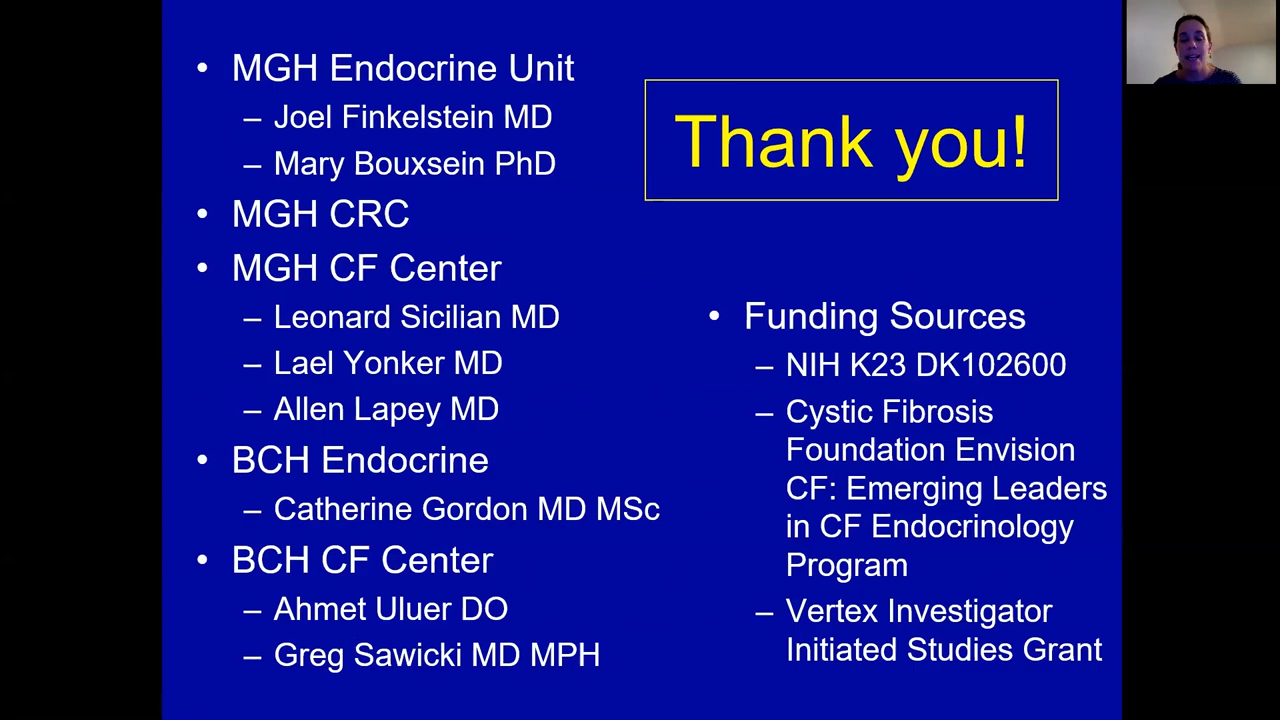 • MGH Endocrine Unit
– Joel Finkelstein MD
– Mary Bouxsein PhD
• MGH CRC
• MGH CF Center
– Leonard Sicilian MD
– Lael Yonker MD
– Allen Lapey MD
• BCH Endocrine
– Catherine Gordon MD MSc
• BCH CF Center
– Ahmet Uluer DO
– Greg Sawicki MD MPH
Thank you!
• Funding Sources
– NIH K23 DK102600
– Cystic Fibrosis
Foundation Envision
CF: Emerging Leaders
in CF Endocrinology
Program
– Vertex Investigator
Initiated Studies Grant